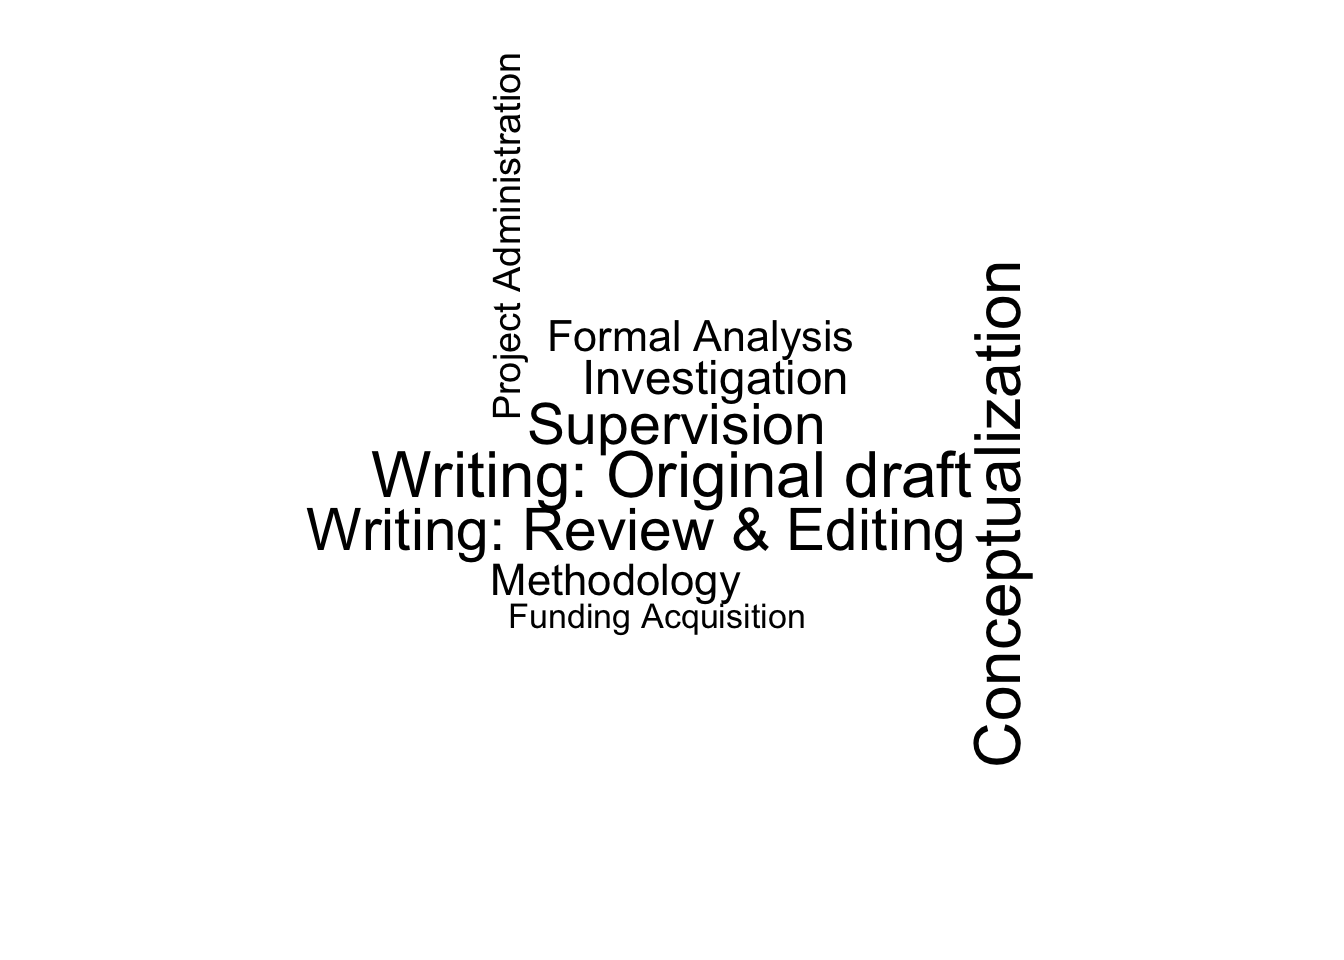 Project Administration
Formal Analysis
Investigation
Supervision
Writing: Original draft
Writing: Review & Editing
Methodology
Funding Acquisition
Conceptualization